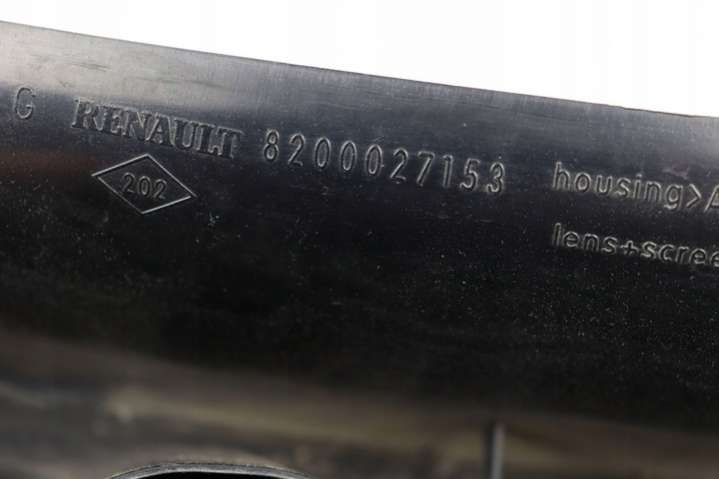 G RENAULT 8200027153 housing>A
202
lens+scree